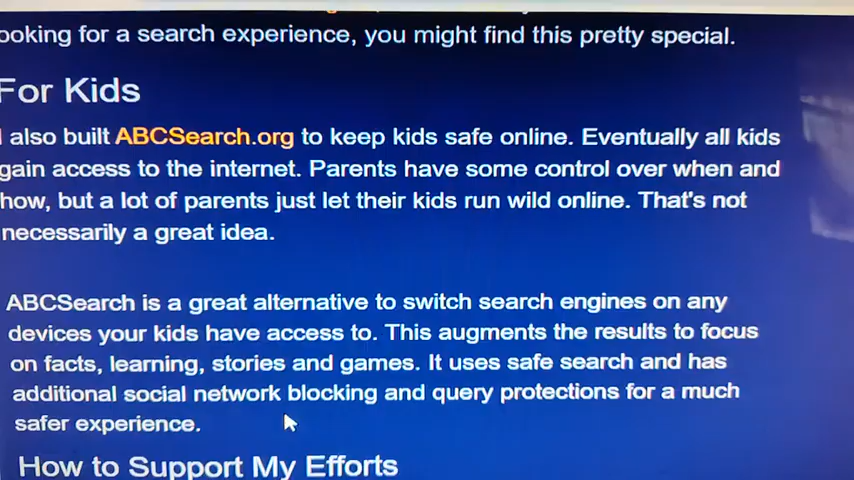 ooking for a search experience, you might find this pretty special.
For Kids
I also built ABCSearch.org to keep kids safe online. Eventually all kids
gain access to the internet. Parents have some control over when and
how, but a lot of parents just let their kids run wild online. That's not
necessarily a great idea.
ABCSearch is a great alternative to switch search engines on any
devices your kids have access to. This augments the results to focus
on facts, learning, stories and games. It uses safe search and has
additional social network blocking and query protections for a much
safer experience.
How to Support My Efforts